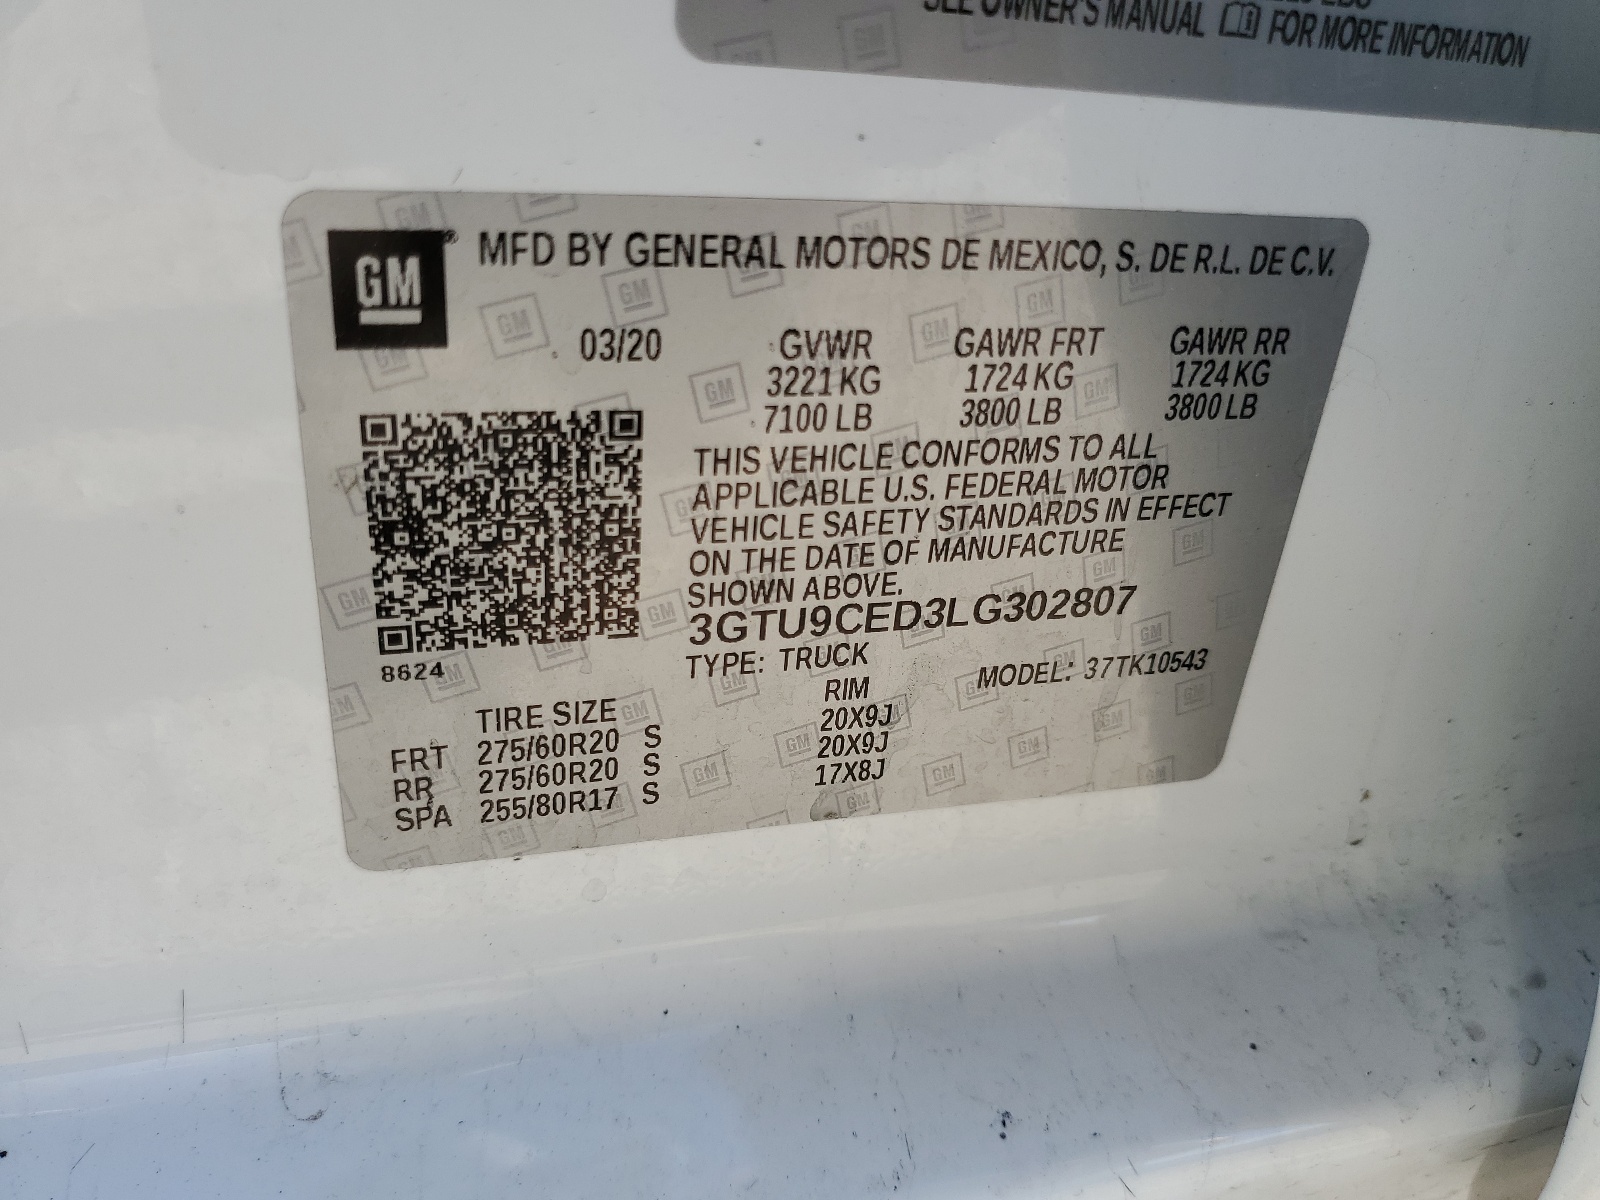 SEE OWNER'S MANUAL FOR MORE INFORMATION
GM® MFD BY GENERAL MOTORS DE MEXICO, S. DE R.L. DE C.V.
03/20 GVWR GAWR FRT GAWR RR
3221 KG 1724 KG 1724 KG
7100 LB 3800 LB 3800 LB
THIS VEHICLE CONFORMS TO ALL
APPLICABLE U.S. FEDERAL MOTOR
VEHICLE SAFETY STANDARDS IN EFFECT
ON THE DATE OF MANUFACTURE
SHOWN ABOVE.
3GTU9CED3LG302807
8624 TYPE: TRUCK MODEL: 37TK10543
TIRE SIZE RIM
FRT 275/60R20 S 20X9J
RR 275/60R20 S 20X9J
SPA 255/80R17 S 17X8J